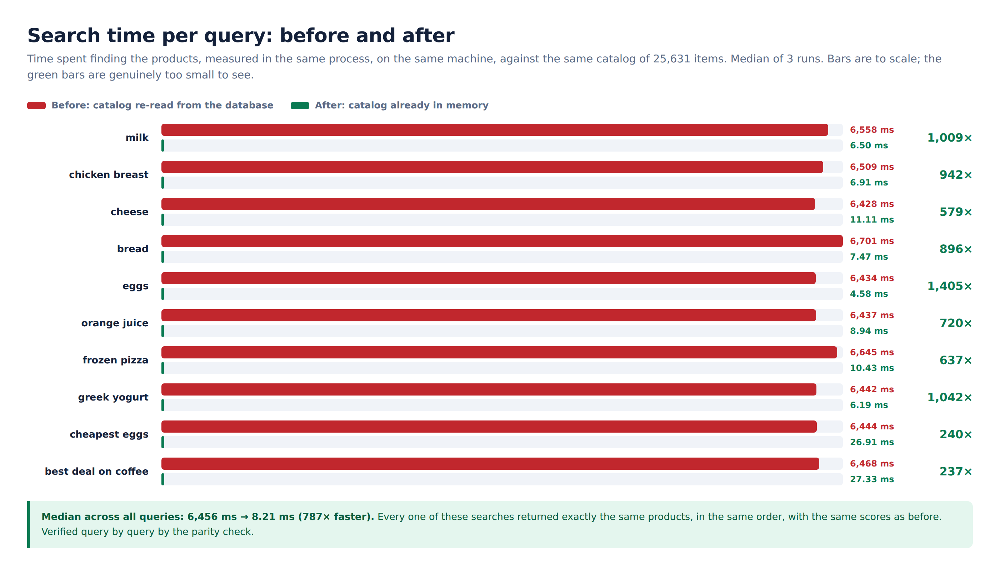 Search time per query: before and after
Time spent finding the products, measured in the same process, on the same machine, against the same catalog of 25,631 items. Median of 3 runs. Bars are to scale; the
green bars are genuinely too small to see.
Before: catalog re-read from the database After: catalog already in memory
milk 6,558 ms 6.50 ms 1,009×
chicken breast 6,509 ms 6.91 ms 942×
cheese 6,428 ms 11.11 ms 579×
bread 6,701 ms 7.47 ms 896×
eggs 6,434 ms 4.58 ms 1,405×
orange juice 6,437 ms 8.94 ms 720×
frozen pizza 6,645 ms 10.43 ms 637×
greek yogurt 6,442 ms 6.19 ms 1,042×
cheapest eggs 6,444 ms 26.91 ms 240×
best deal on coffee 6,468 ms 27.33 ms 237×
Median across all queries: 6,456 ms → 8.21 ms (787× faster). Every one of these searches returned exactly the same products, in the same order, with the same scores as before.
Verified query by query by the parity check.